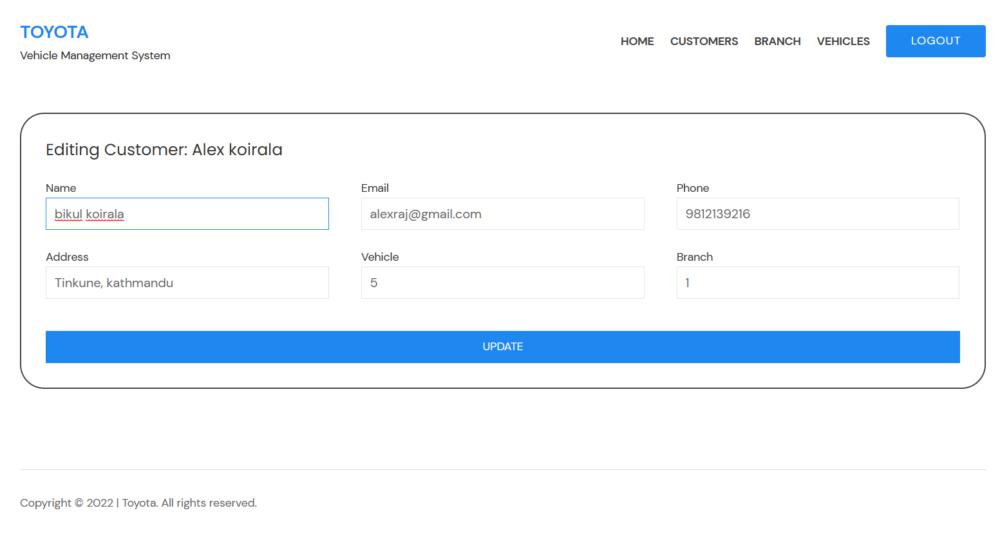 TOYOTA
Vehicle Management System
HOME CUSTOMERS BRANCH VEHICLES LOGOUT
Editing Customer: Alex koirala
Name Email Phone
bikul koirala alexraj@gmail.com 9812139216
Address Vehicle Branch
Tinkune, kathmandu 5 1
UPDATE
Copyright © 2022 | Toyota. All rights reserved.